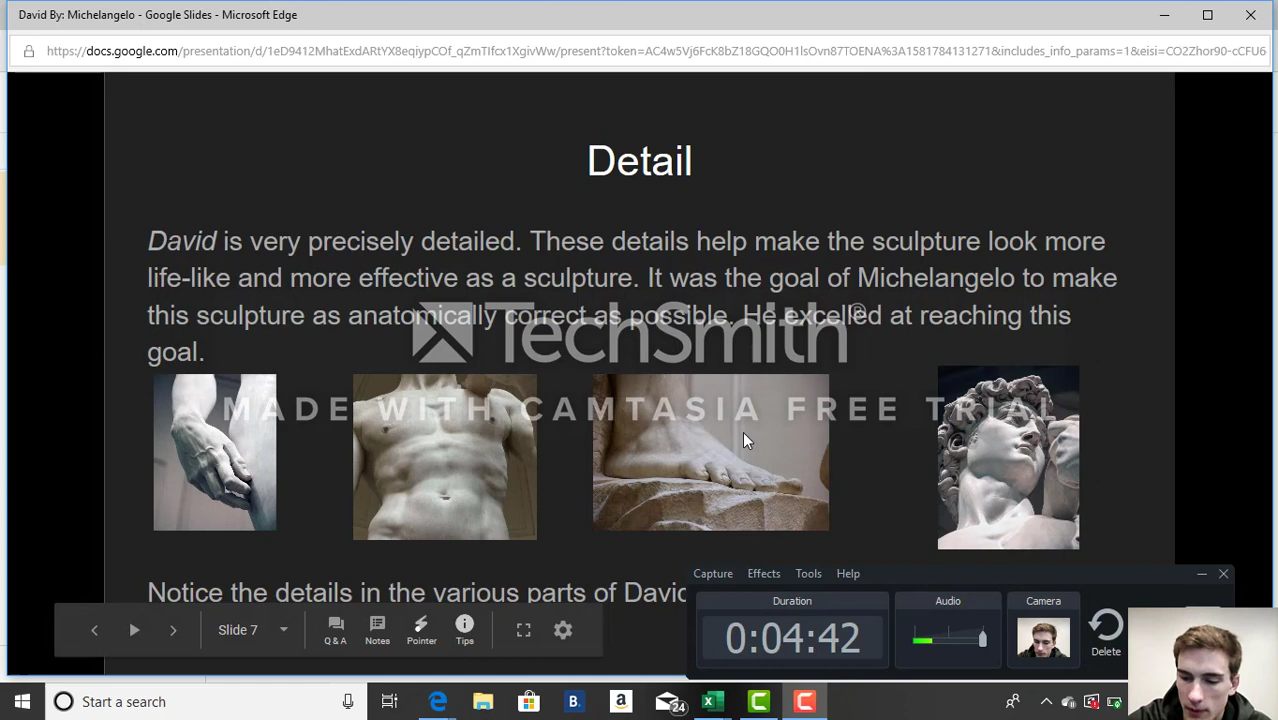 David By: Michelangelo - Google Slides - Microsoft Edge
https://docs.google.com/presentation/d/1eD9412MhatExdARtYX8eqiypCOf_qZmTIfcx1XgivWw/present?token=AC4w5Vj6FcK8bZ18GQO0H1lsOvn87TOENA%3A1581784131271&includes_info_params=1&eisi=CO2Zhor90-cCFU6
Detail
David is very precisely detailed. These details help make the sculpture look more
life-like and more effective as a sculpture. It was the goal of Michelangelo to make
this sculpture as anatomically correct as possible. He excelled at reaching this
goal.
TechSmith®
MADE WITH CAMTASIA FREE TRIAL
Notice the details in the various parts of David
Capture Effects Tools Help
Duration Audio Camera
0:04:42
Delete
Slide 7
Q & A Notes Pointer Tips
Start a search
B. a 24